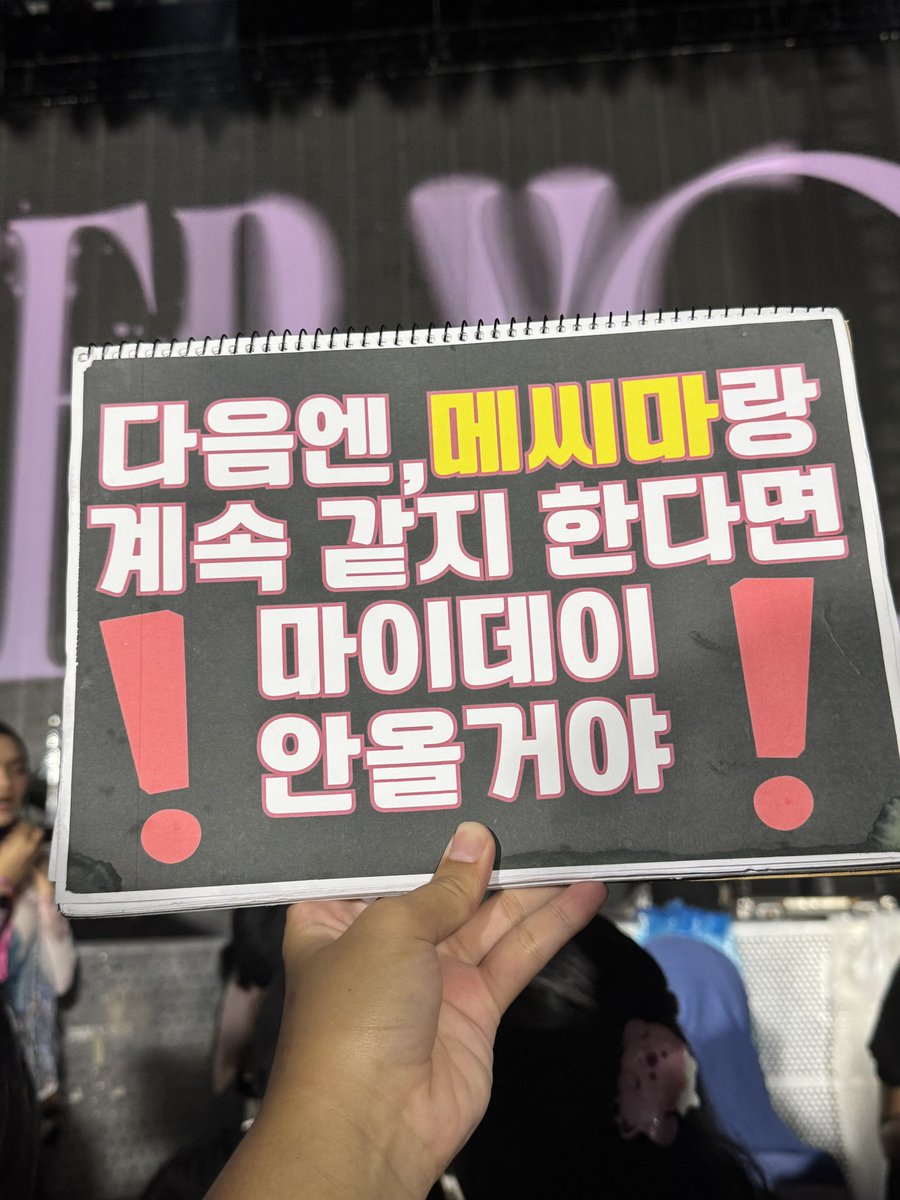 다음엔,메씨마랑
계속 같지 한다면
마이데이
안올거야
! !